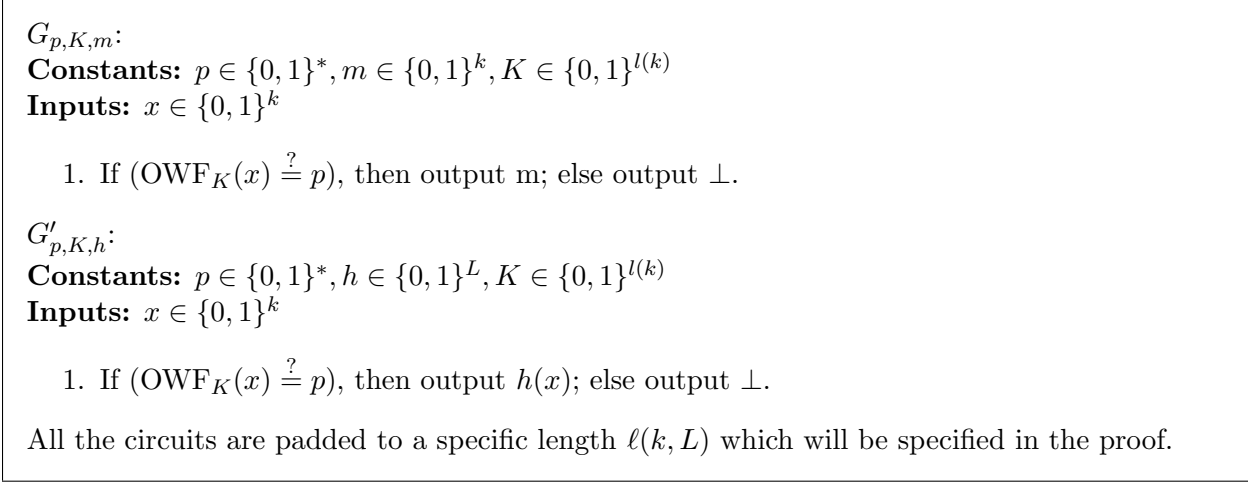 G_{p,K,m}:
Constants: p ∈ {0, 1}^*, m ∈ {0, 1}^k, K ∈ {0, 1}^{l(k)}
Inputs: x ∈ {0, 1}^k
1. If (OWF_K(x) ≟ p), then output m; else output ⊥.
G′_{p,K,h}:
Constants: p ∈ {0, 1}^*, h ∈ {0, 1}^L, K ∈ {0, 1}^{l(k)}
Inputs: x ∈ {0, 1}^k
1. If (OWF_K(x) ≟ p), then output h(x); else output ⊥.
All the circuits are padded to a specific length ℓ(k, L) which will be specified in the proof.